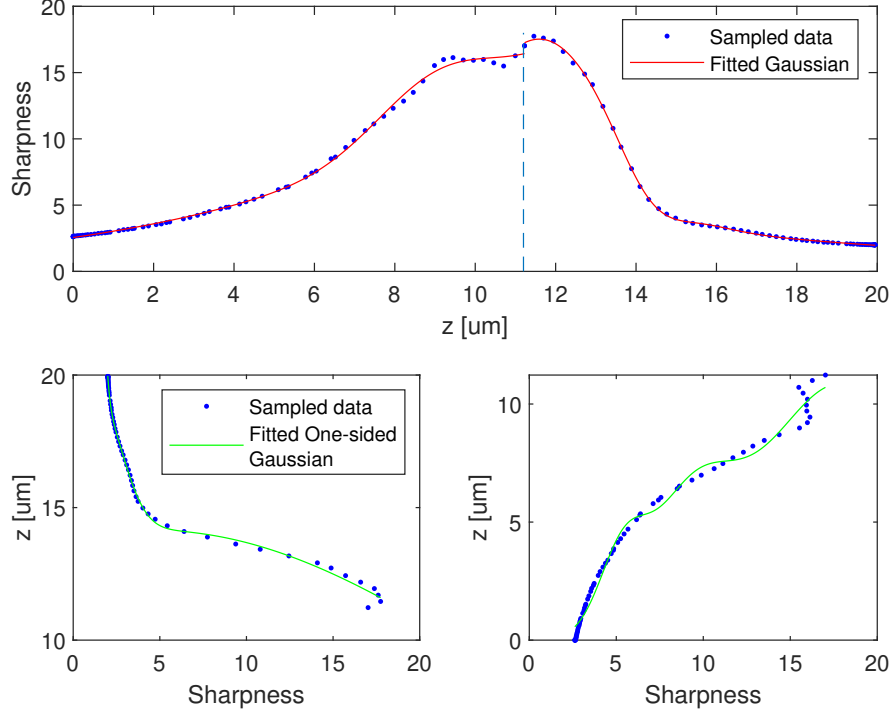 20
15
10
5
0
Sharpness
0 2 4 6 8 10 12 14 16 18 20
z [um]
Sampled data
Fitted Gaussian
20
15
10
z [um]
0 5 10 15 20
Sharpness
Sampled data
Fitted One-sided
Gaussian
10
5
0
z [um]
0 5 10 15 20
Sharpness